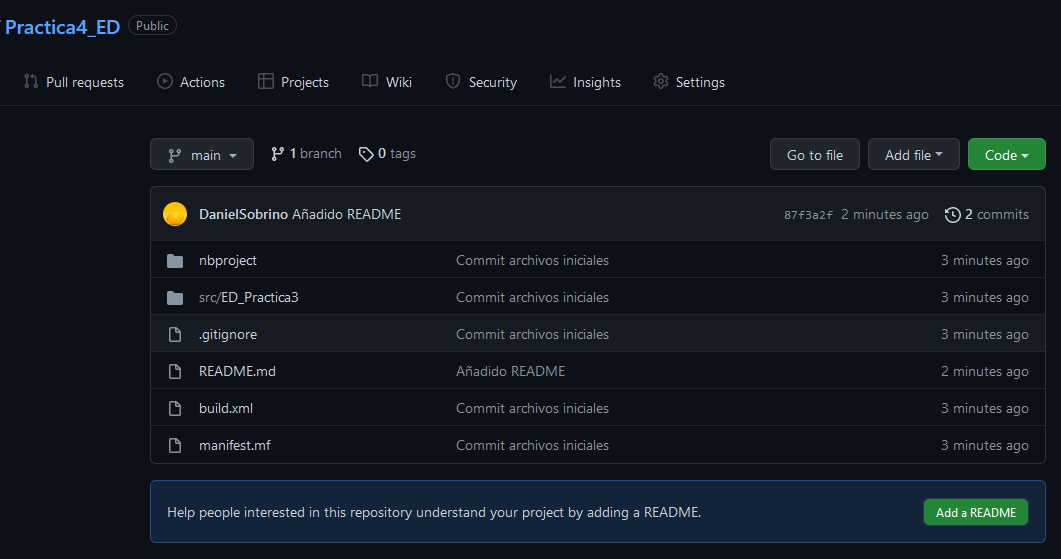 Practica4_ED Public
Pull requests Actions Projects Wiki Security Insights Settings
main 1 branch 0 tags Go to file Add file Code
DanielSobrino Añadido README 87f3a2f 2 minutes ago 2 commits
nbproject Commit archivos iniciales 3 minutes ago
src/ED_Practica3 Commit archivos iniciales 3 minutes ago
.gitignore Commit archivos iniciales 3 minutes ago
README.md Añadido README 2 minutes ago
build.xml Commit archivos iniciales 3 minutes ago
manifest.mf Commit archivos iniciales 3 minutes ago
Help people interested in this repository understand your project by adding a README. Add a README